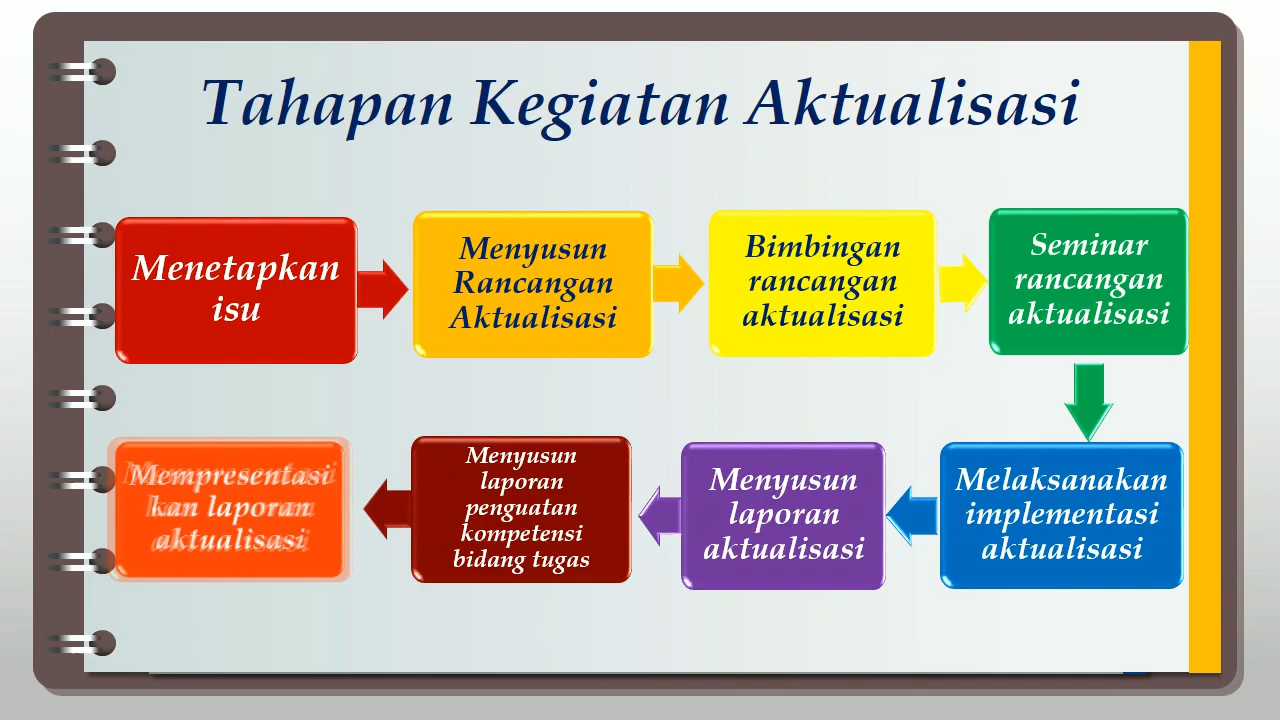 Tahapan Kegiatan Aktualisasi
Menetapkan
isu
Menyusun
Rancangan
Aktualisasi
Bimbingan
rancangan
aktualisasi
Seminar
rancangan
aktualisasi
Melaksanakan
implementasi
aktualisasi
Menyusun
laporan
aktualisasi
Menyusun
laporan
penguatan
kompetensi
bidang tugas
Mempresentasi
kan laporan
aktualisasi